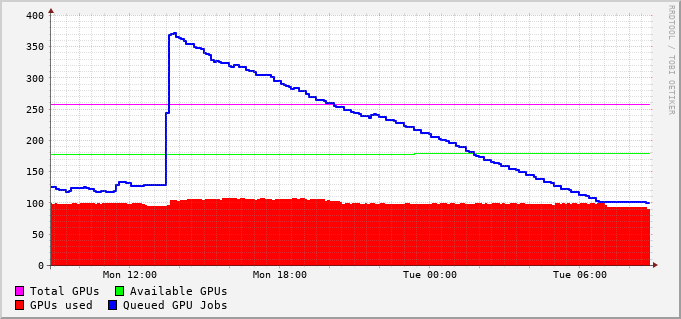 400
350
300
250
200
150
100
50
0
Mon 12:00 Mon 18:00 Tue 00:00 Tue 06:00
Total GPUs Available GPUs
GPUs used Queued GPU Jobs
RRDTOOL / TOBI OETIKER